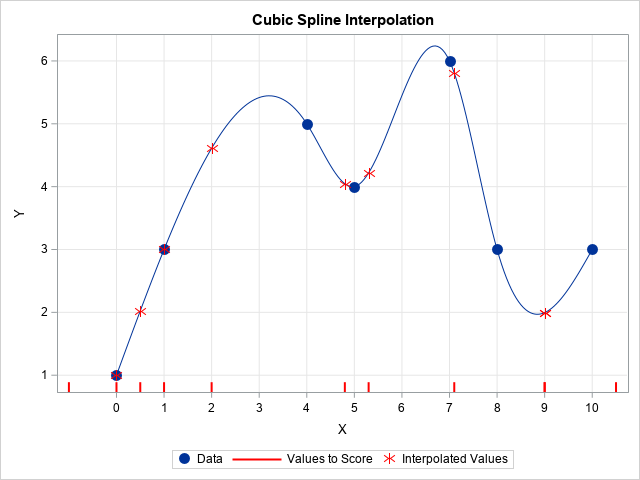 Cubic Spline Interpolation
6
5
4
3
2
1
Y
0 1 2 3 4 5 6 7 8 9 10
X
Data Values to Score Interpolated Values